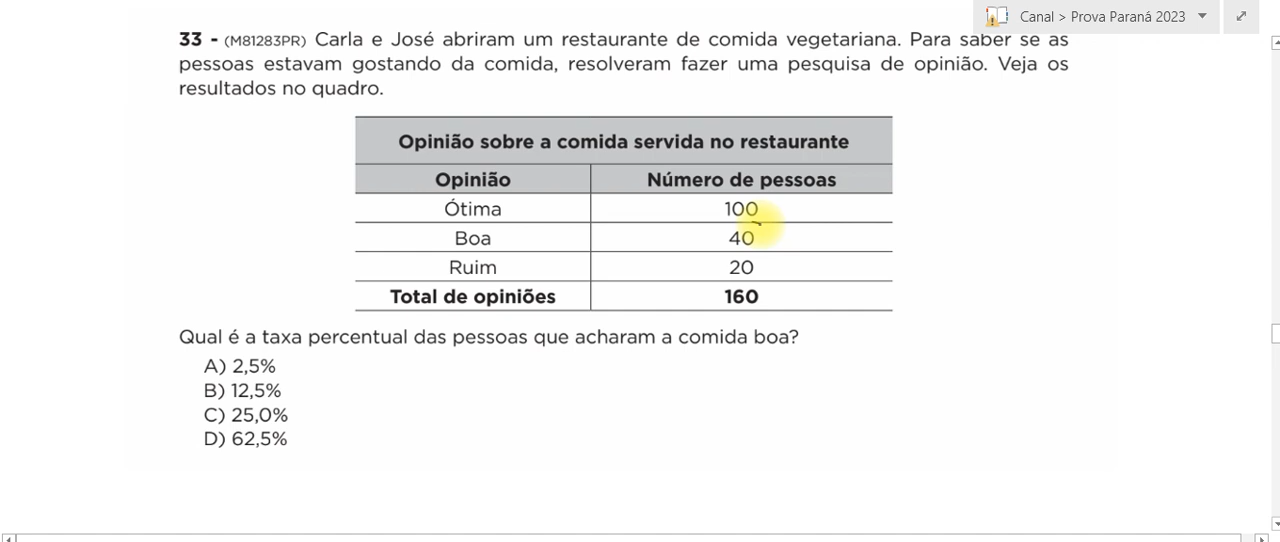 Canal > Prova Paraná 2023
33 - (M81283PR) Carla e José abriram um restaurante de comida vegetariana. Para saber se as
pessoas estavam gostando da comida, resolveram fazer uma pesquisa de opinião. Veja os
resultados no quadro.
Opinião sobre a comida servida no restaurante
Opinião Número de pessoas
Ótima 100
Boa 40
Ruim 20
Total de opiniões 160
Qual é a taxa percentual das pessoas que acharam a comida boa?
A) 2,5%
B) 12,5%
C) 25,0%
D) 62,5%